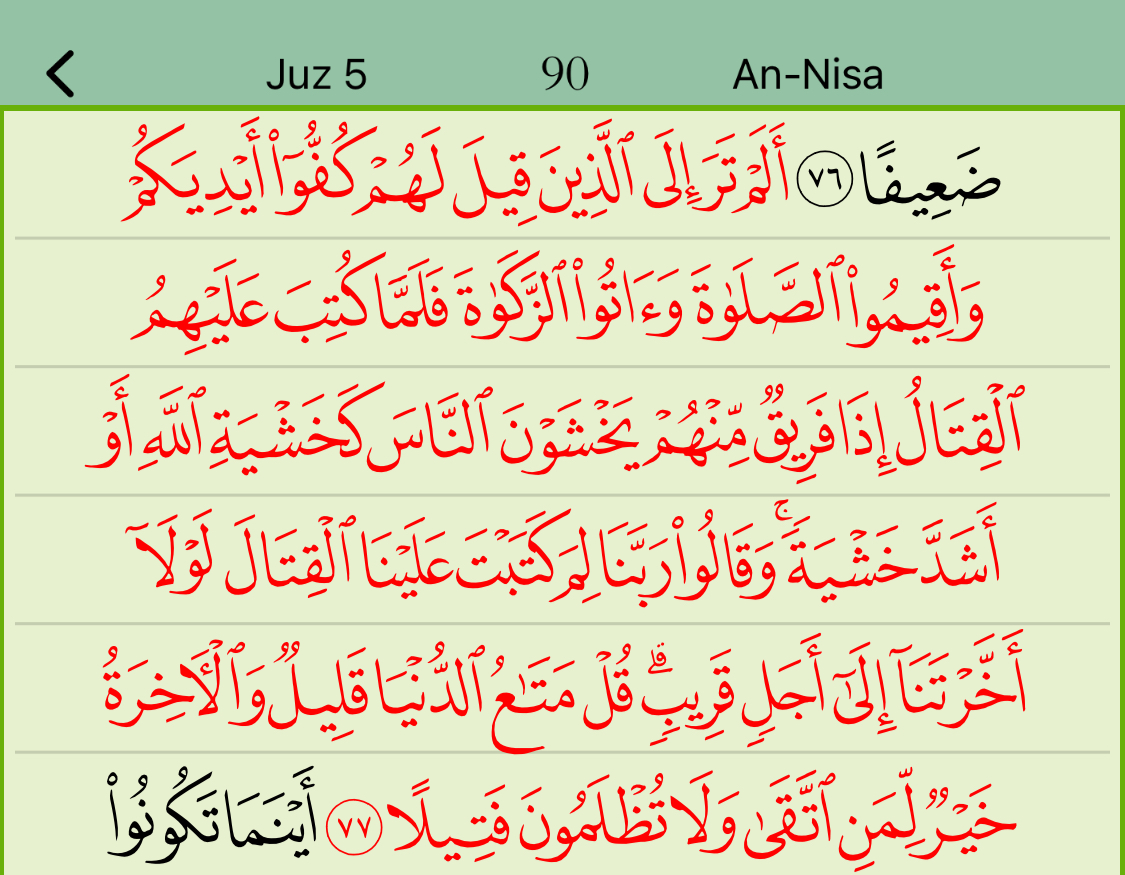 Juz 5 90 An-Nisa
ضَعِيفًا ٧٦ أَلَمْ تَرَ إِلَى ٱلَّذِينَ قِيلَ لَهُمْ كُفُّوٓا۟ أَيْدِيَكُمْ
وَأَقِيمُوا۟ ٱلصَّلَوٰةَ وَءَاتُوا۟ ٱلزَّكَوٰةَ فَلَمَّا كُتِبَ عَلَيْهِمُ
ٱلْقِتَالُ إِذَا فَرِيقٌ مِّنْهُمْ يَخْشَوْنَ ٱلنَّاسَ كَخَشْيَةِ ٱللَّهِ أَوْ
أَشَدَّ خَشْيَةً ۚ وَقَالُوا۟ رَبَّنَا لِمَ كَتَبْتَ عَلَيْنَا ٱلْقِتَالَ لَوْلَآ
أَخَّرْتَنَآ إِلَىٰٓ أَجَلٍ قَرِيبٍ ۗ قُلْ مَتَـٰعُ ٱلدُّنْيَا قَلِيلٌ وَٱلْـَٔاخِرَةُ
خَيْرٌ لِّمَنِ ٱتَّقَىٰ وَلَا تُظْلَمُونَ فَتِيلًا ٧٧ أَيْنَمَا تَكُونُوا۟